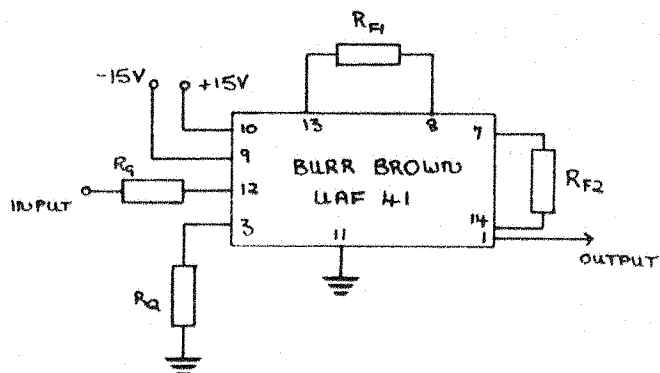 RF1
-15V
+15V
10
13
8
7
9
BURR BROWN
UAF 41
RF2
RG
12
INPUT
3
11
14
1
OUTPUT
RQ